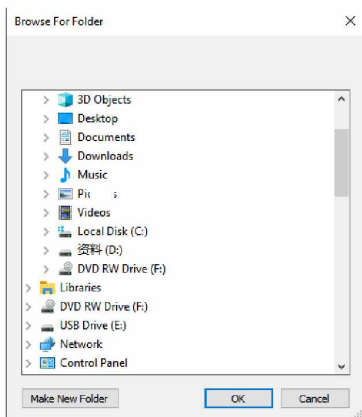 Browse For Folder
3D Objects
Desktop
Documents
Downloads
Music
Videos
Local Disk (C:)
资料 (D:)
DVD RW Drive (F:)
Libraries
DVD RW Drive (F:)
USB Drive (E:)
Network
Control Panel
Make New Folder
OK
Cancel